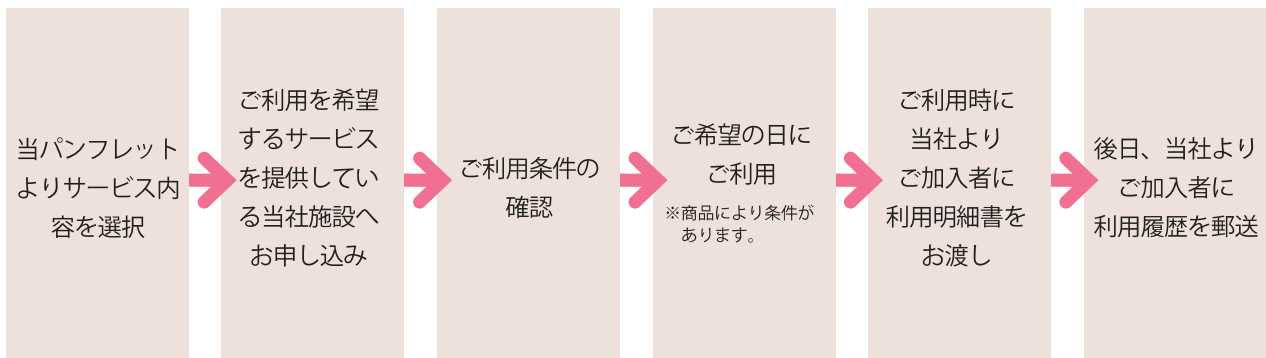 当パンフレット
よりサービス内
容を選択
ご利用を希望
するサービス
を提供してい
る当社施設へ
お申し込み
ご利用条件の
確認
ご希望の日に
ご利用
※商品により条件が
あります。
ご利用時に
当社より
ご加入者に
利用明細書を
お渡し
後日、当社より
ご加入者に
利用履歴を郵送